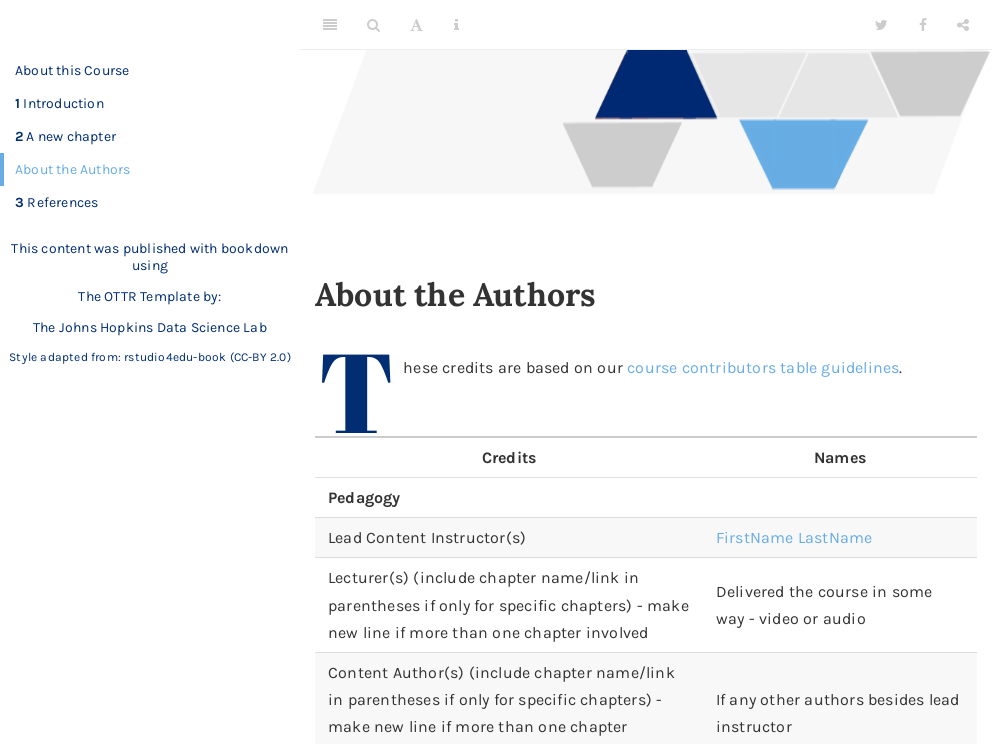 About this Course
1 Introduction
2 A new chapter
About the Authors
3 References
This content was published with bookdown
using
The OTTR Template by:
The Johns Hopkins Data Science Lab
Style adapted from: rstudio4edu-book (CC-BY 2.0)
About the Authors
These credits are based on our course contributors table guidelines.
Credits Names
Pedagogy
Lead Content Instructor(s) FirstName LastName
Lecturer(s) (include chapter name/link in
parentheses if only for specific chapters) - make
new line if more than one chapter involved
Delivered the course in some
way - video or audio
Content Author(s) (include chapter name/link
in parentheses if only for specific chapters) -
make new line if more than one chapter
If any other authors besides lead
instructor